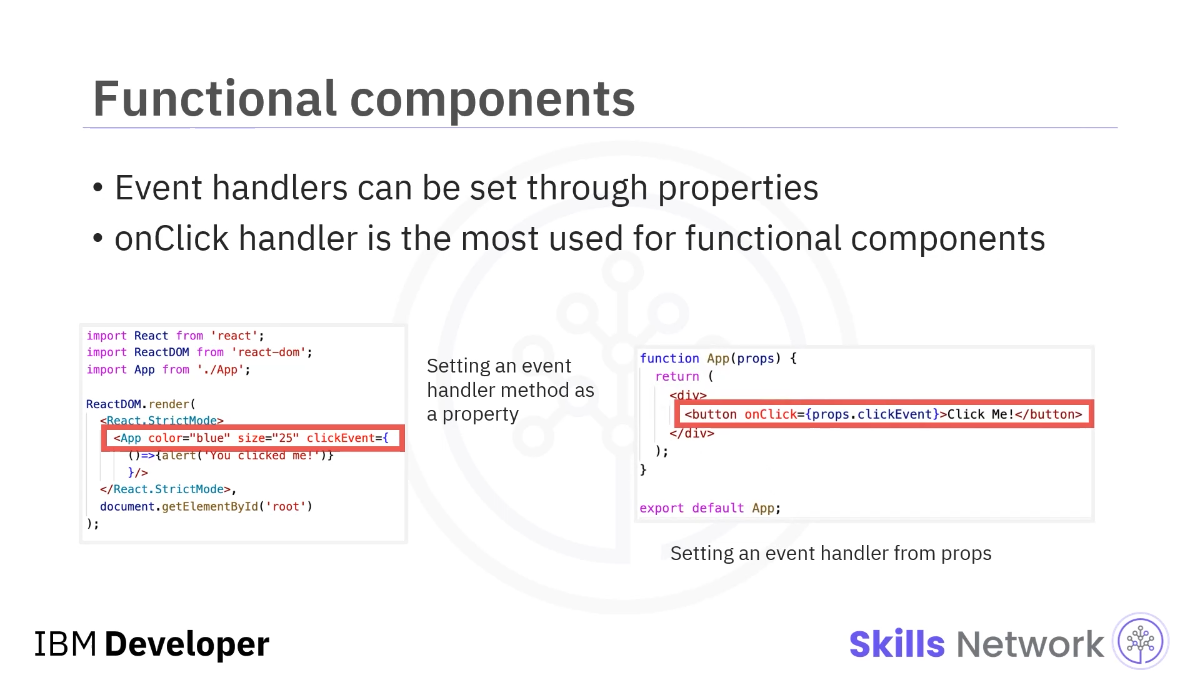 Functional components
• Event handlers can be set through properties
• onClick handler is the most used for functional components
import React from 'react';
import ReactDOM from 'react-dom';
import App from './App';
ReactDOM.render(
<React.StrictMode>
<App color="blue" size="25" clickEvent={
()=>{alert('You clicked me!')}
}/>
</React.StrictMode>,
document.getElementById('root')
);
Setting an event
handler method as
a property
function App(props) {
return (
<div>
<button onClick={props.clickEvent}>Click Me!</button>
</div>
);
}
export default App;
Setting an event handler from props
IBM Developer
Skills Network